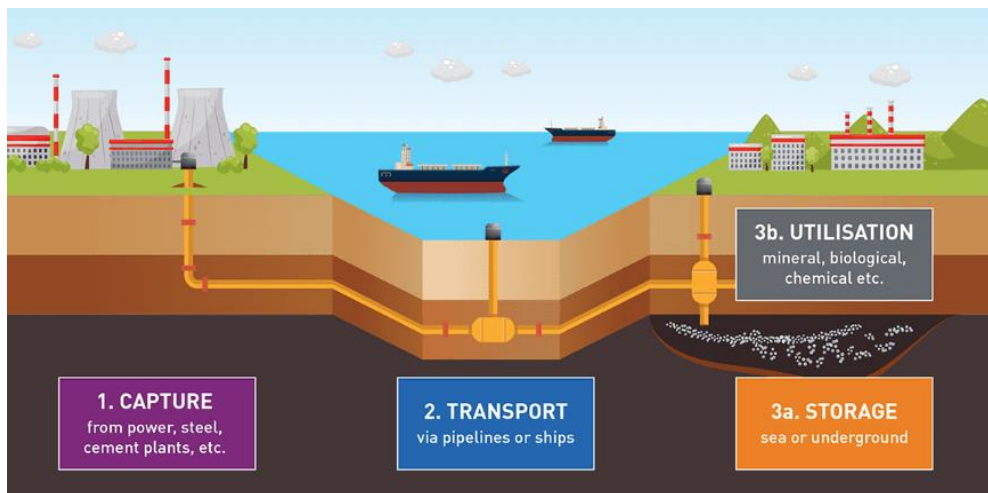 1. CAPTURE
from power, steel,
cement plants, etc.
2. TRANSPORT
via pipelines or ships
3b. UTILISATION
mineral, biological,
chemical etc.
3a. STORAGE
sea or underground